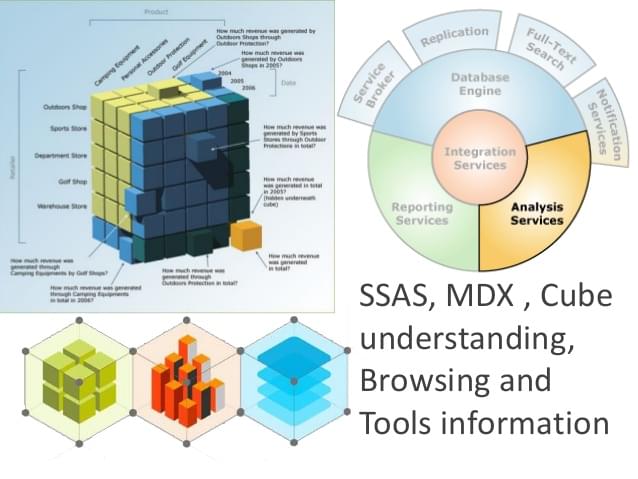 Product
Camping Equipment
Personal Accessories
Outdoor Protection
Golf Equipment
How much revenue was generated by
Outdoors Shops through
Outdoor Protection?
How much revenue was
generated by Outdoors
Shops in 2005?
2004
2005
2006
Date
Retailer
Outdoors Shop
Sports Store
Department Store
Golf Shop
Warehouse Store
How much revenue was
generated by Sports
Stores through Outdoor
Protections in total?
How much revenue
was generated in total
in 2005?
(hidden underneath
cube)
How much revenue
was generated
in total?
How much revenue was
generated through
Camping Equipments by Golf Shops?
How much revenue was
generated through Camping Equipments
in total in 2006?
How much revenue was
generated through
Outdoors Protection in total?
Service
Broker
Replication
Full-Text
Search
Notification
Services
Database
Engine
Integration
Services
Reporting
Services
Analysis
Services
SSAS, MDX , Cube
understanding,
Browsing and
Tools information